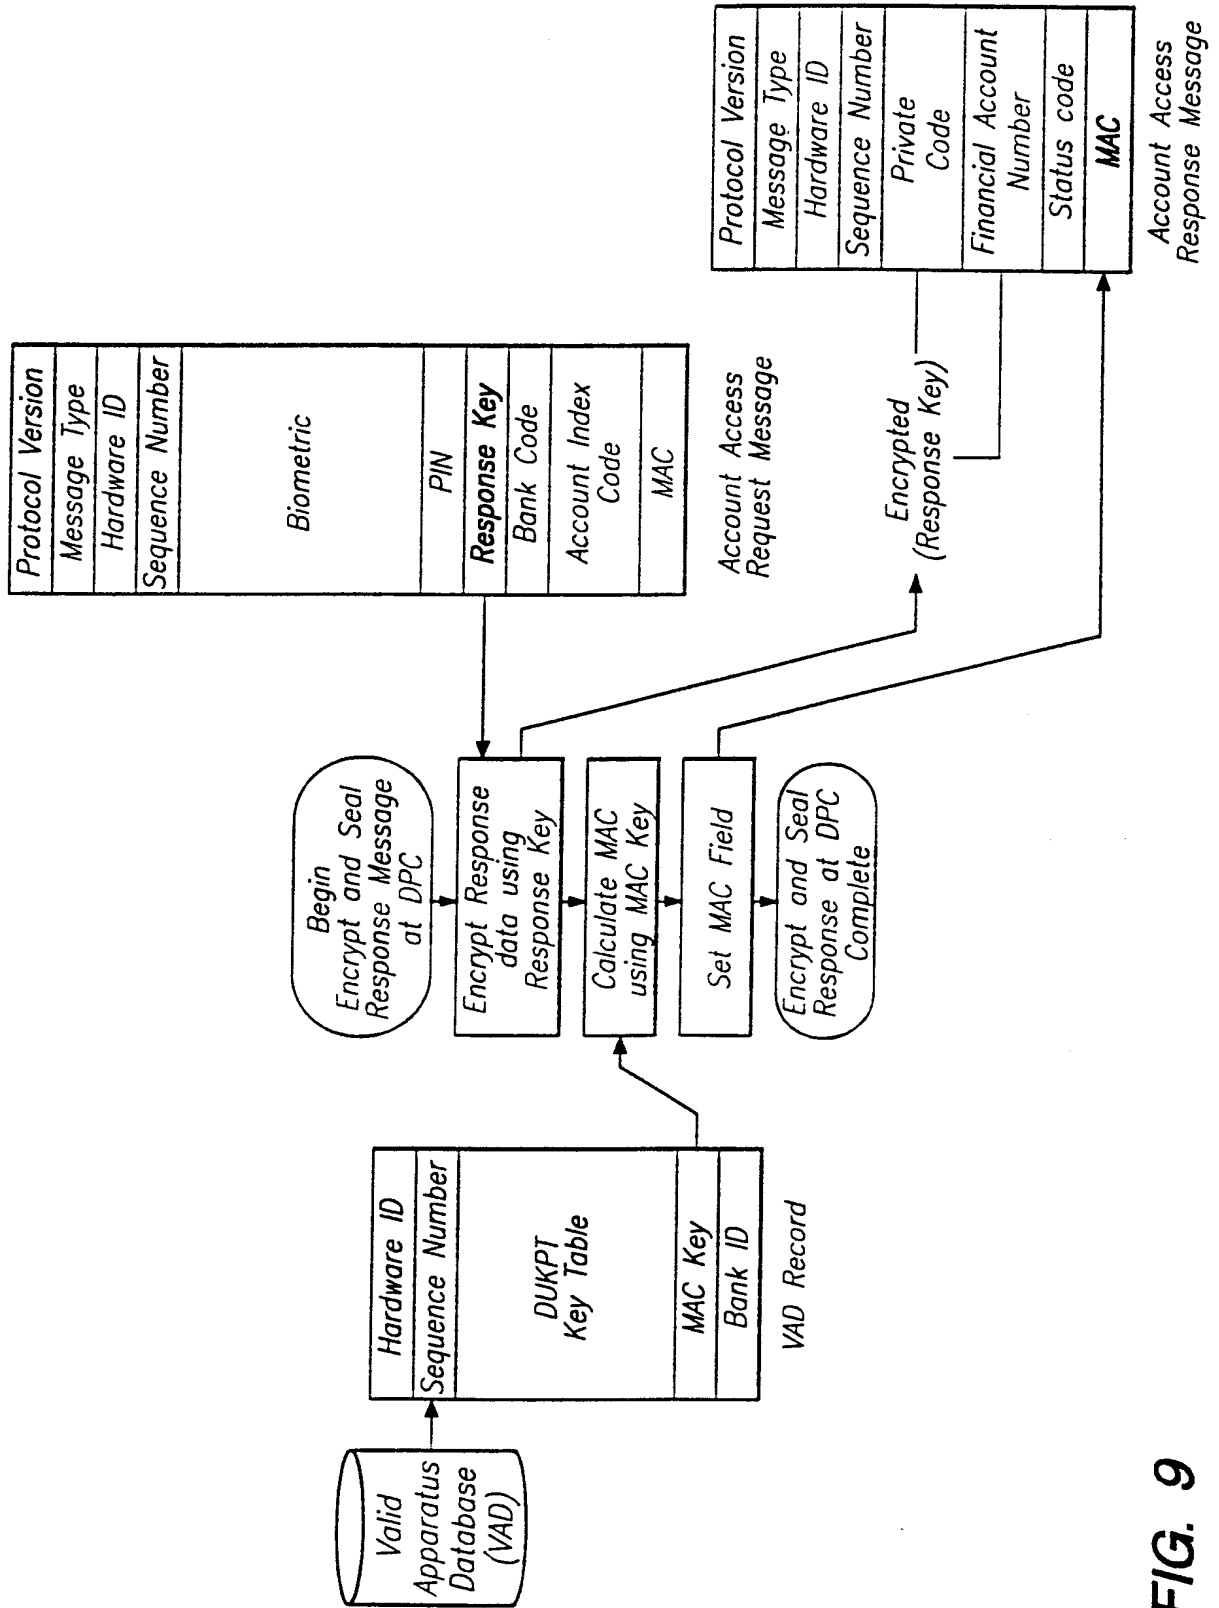 Valid
Apparatus
Database
(VAD)
Hardware ID
Sequence Number
DUKPT
Key Table
MAC Key
Bank ID
VAD Record
Begin
Encrypt and Seal
Response Message
at DPC
Encrypt Response
data using
Response Key
Calculate MAC
using MAC Key
Set MAC Field
Encrypt and Seal
Response at DPC
Complete
Protocol Version
Message Type
Hardware ID
Sequence Number
Biometric
PIN
Response Key
Bank Code
Account Index
Code
MAC
Account Access
Request Message
Encrypted
(Response Key)
Protocol Version
Message Type
Hardware ID
Sequence Number
Private
Code
Financial Account
Number
Status code
MAC
Account Access
Response Message
FIG. 9